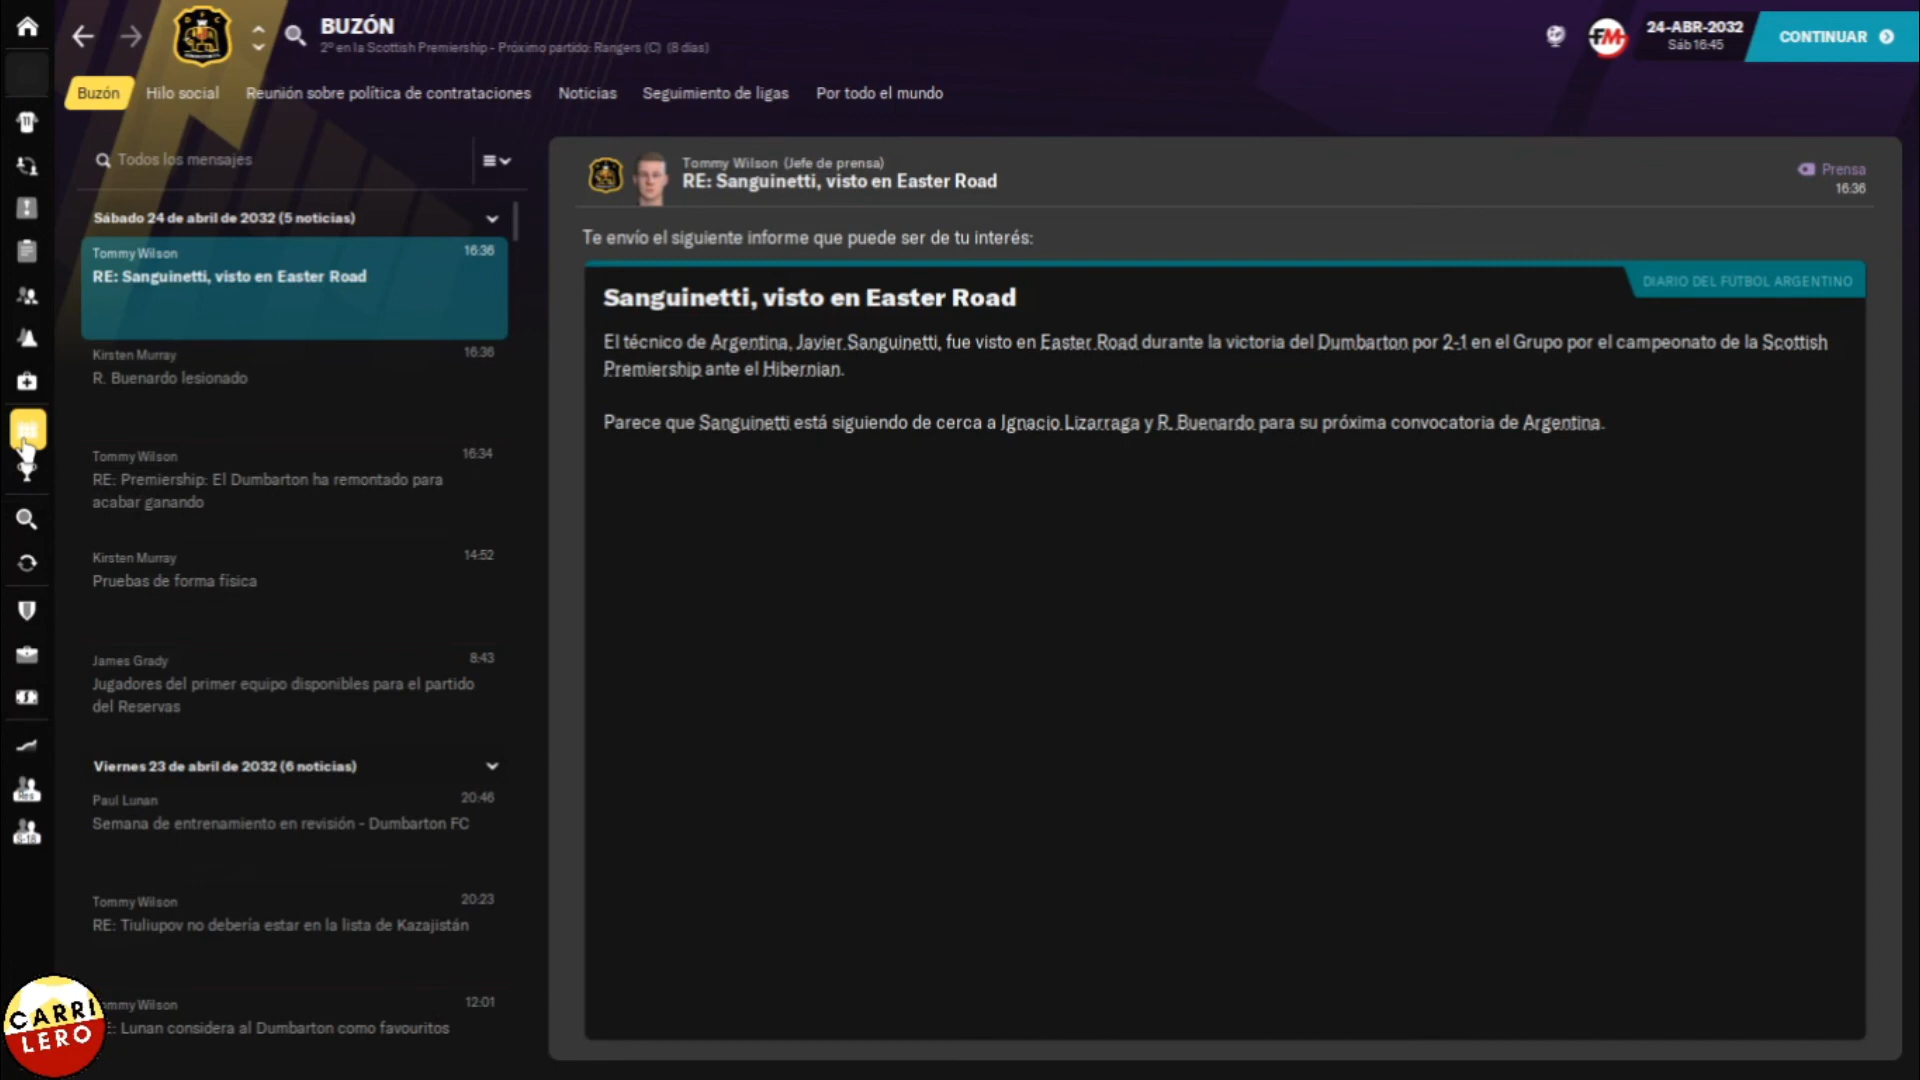 BUZÓN
2º en la Scottish Premiership - Próximo partido: Rangers (C) (8 días)
FM
24-ABR-2032
Sáb 16:45
CONTINUAR
Buzón
Hilo social
Reunión sobre política de contrataciones
Noticias
Seguimiento de ligas
Por todo el mundo
Todos los mensajes
Sábado 24 de abril de 2032 (5 noticias)
Tommy Wilson
16:36
RE: Sanguinetti, visto en Easter Road
Kirsten Murray
16:36
R. Buenardo lesionado
Tommy Wilson
16:34
RE: Premiership: El Dumbarton ha remontado para
acabar ganando
Kirsten Murray
14:52
Pruebas de forma física
James Grady
8:43
Jugadores del primer equipo disponibles para el partido
del Reservas
Viernes 23 de abril de 2032 (6 noticias)
Paul Lunan
20:46
Semana de entrenamiento en revisión - Dumbarton FC
Tommy Wilson
20:23
RE: Tiuliupov no debería estar en la lista de Kazajistán
ommy Wilson
12:01
: Lunan considera al Dumbarton como favouritos
Tommy Wilson (Jefe de prensa)
RE: Sanguinetti, visto en Easter Road
Prensa
16:36
Te envío el siguiente informe que puede ser de tu interés:
DIARIO DEL FÚTBOL ARGENTINO
Sanguinetti, visto en Easter Road
El técnico de Argentina, Javier Sanguinetti, fue visto en Easter Road durante la victoria del Dumbarton por 2-1 en el Grupo por el campeonato de la Scottish
Premiership ante el Hibernian.
Parece que Sanguinetti está siguiendo de cerca a Ignacio Lizarraga y R. Buenardo para su próxima convocatoria de Argentina.
CARRI
LERO